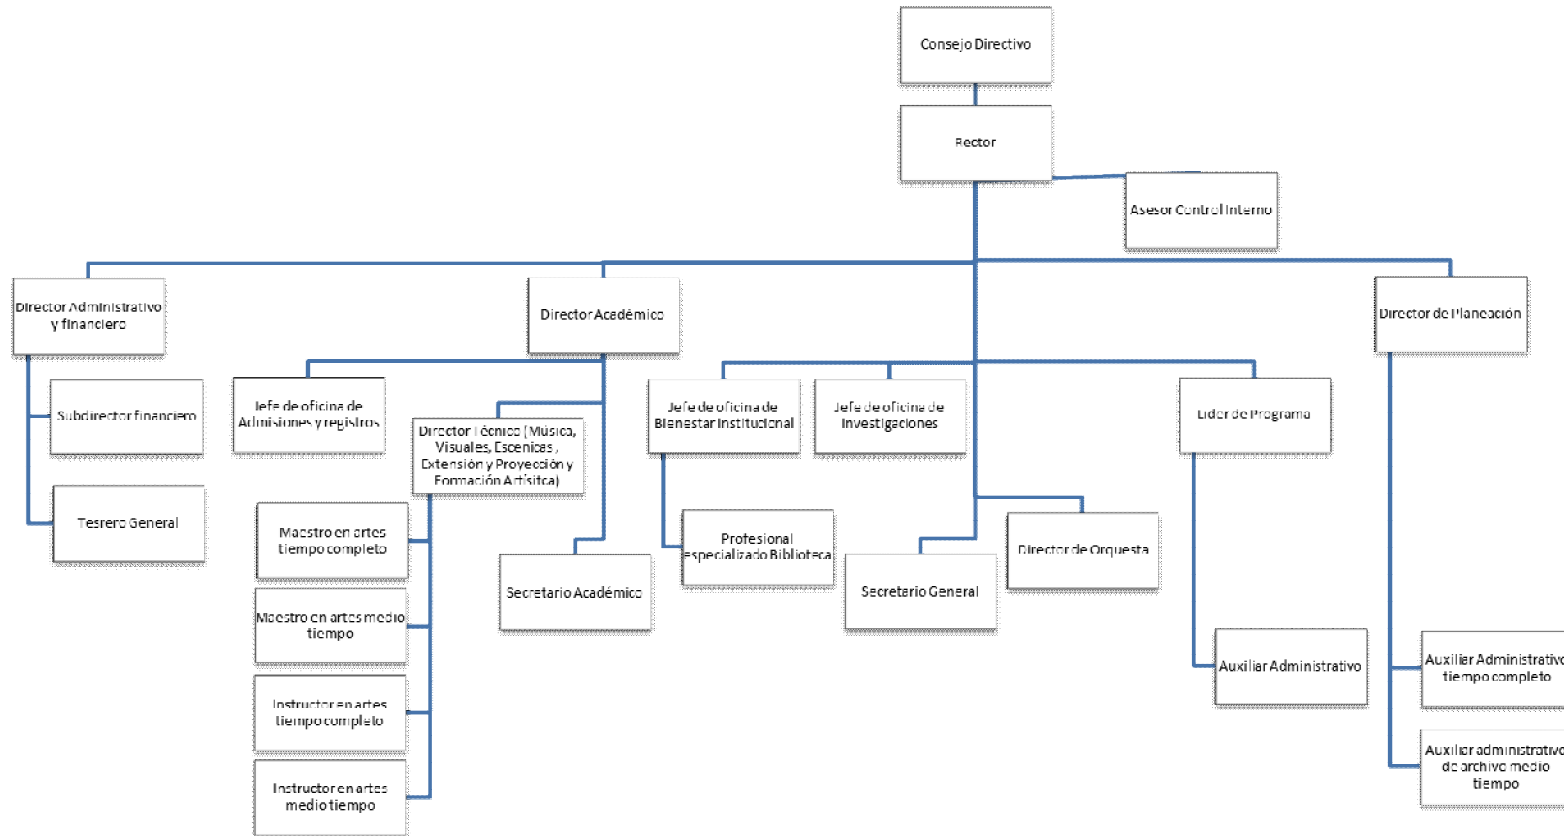 Consejo Directivo
Rector
Asesor Control Interno
Director Administrativo
y financiero
Director Académico
Director de Planeación
Subdirector financiero
Jefe de oficina de
Admisiones y registros
Director Técnico (Música,
Visuales, Escenicas ,
Extensión y Proyección y
Formación Artísitca)
Jefe de oficina de
Bienestar Institucional
Jefe de oficina de
Investigaciones
Lider de Programa
Tesrero General
Maestro en artes
tiempo completo
Secretario Académico
Profesional
especializado Biblioteca
Secretario General
Director de Orquesta
Maestro en artes medio
tiempo
Auxiliar Administrativo
Auxiliar Administrativo
tiempo completo
Instructor en artes
tiempo completo
Instructor en artes
medio tiempo
Auxiliar administrativo
de archivo medio
tiempo